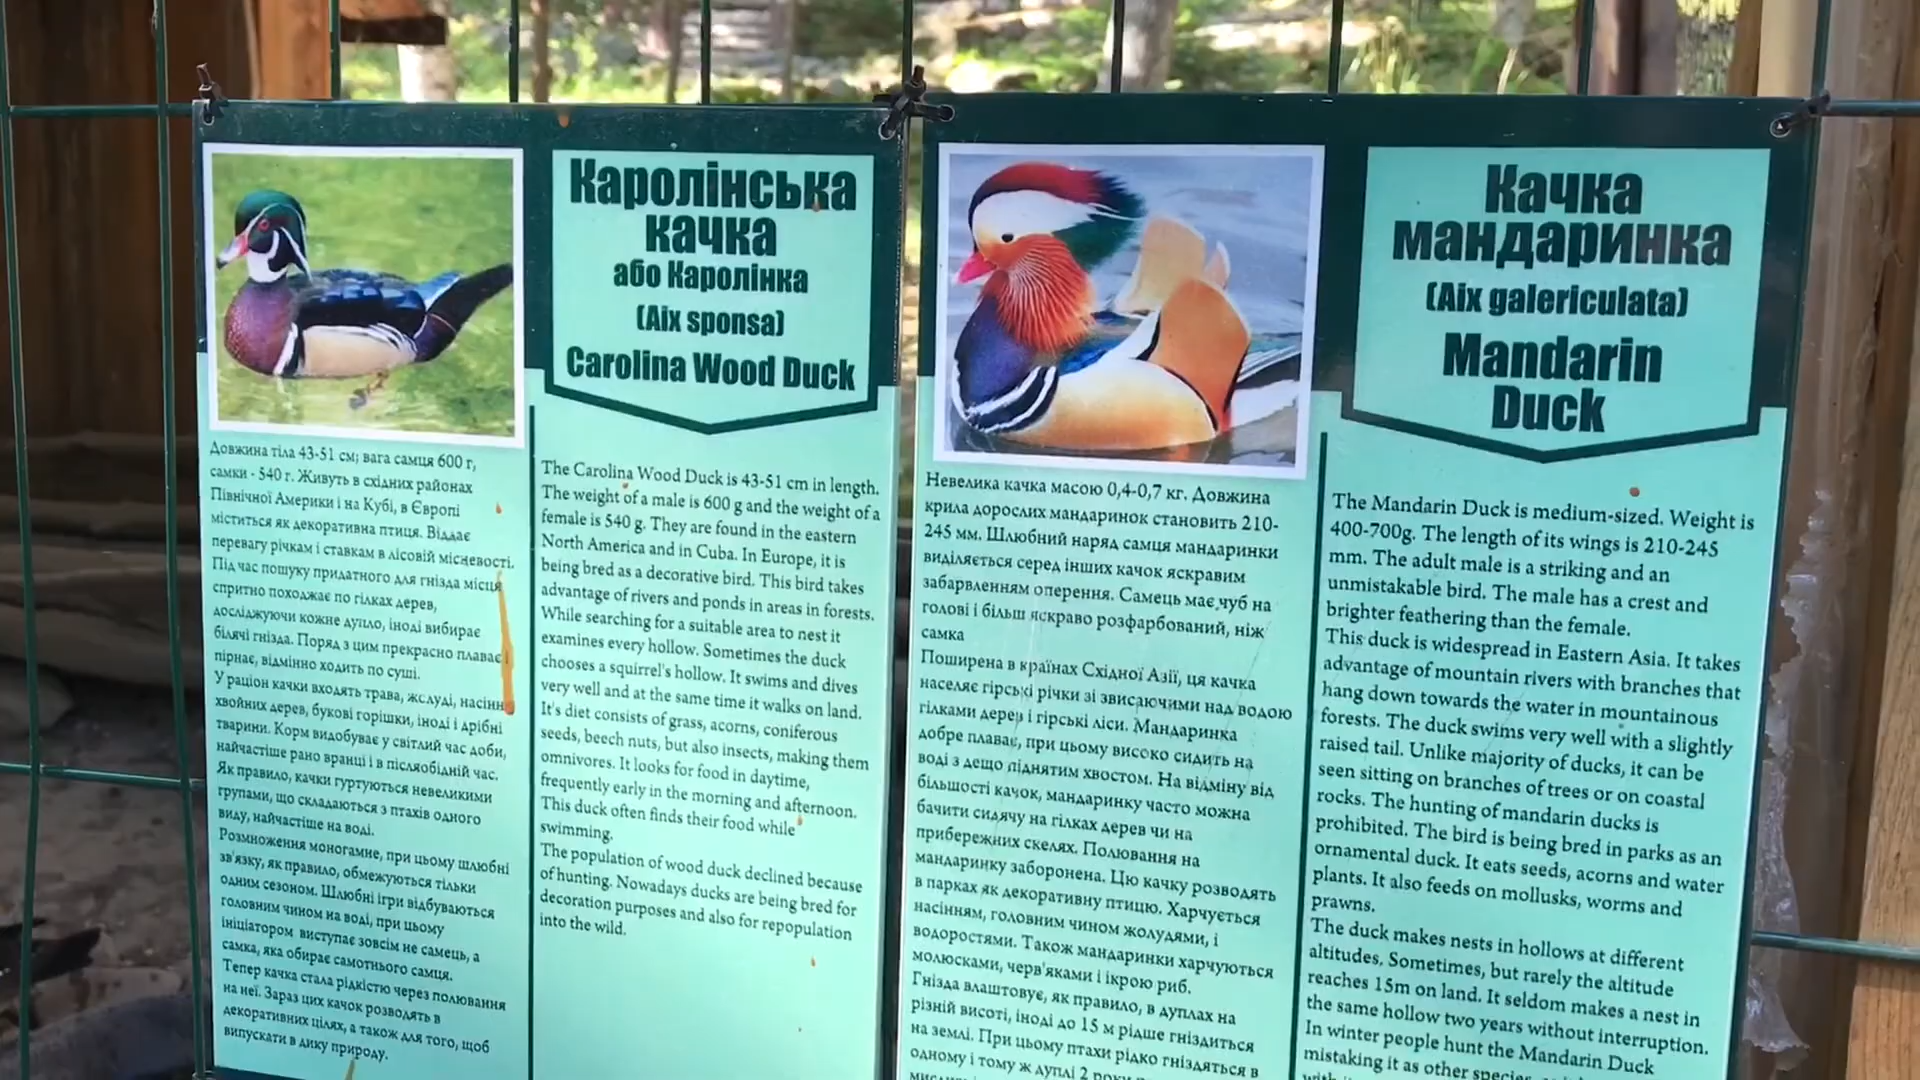 Каролінська
качка
або Каролінка
(Aix sponsa)
Carolina Wood Duck
Довжина тіла 43-51 см; вага самця 600 г,
самки - 540 г. Живуть в східних районах
Північної Америки і на Кубі, в Європі
міститься як декоративна птиця. Віддає
перевагу річкам і ставкам в лісовій місцевості.
Під час пошуку придатного для гнізда місця
спритно походжає по гілках дерев,
досліджуючи кожне дупло, іноді вибирає
білячі гнізда. Поряд з цим прекрасно плаває і
пірнає, відмінно ходить по суші.
У раціон качки входять трава, жолуді, насіння
хвойних дерев, букові горішки, іноді і дрібні
тварини. Корм видобуває у світлий час доби,
найчастіше рано вранці і в післяобідній час.
Як правило, качки гуртуються невеликими
групами, що складаються з птахів одного
виду, найчастіше на воді.
Розмноження моногамне, при цьому шлюбні
зв'язку, як правило, обмежуються тільки
одним сезоном. Шлюбні ігри відбуваються
головним чином на воді, при цьому
ініціатором виступає зовсім не самець, а
самка, яка обирає самотнього самця.
Тепер качка стала рідкістю через полювання
на неї. Зараз цих качок розводять в
декоративних цілях, а також для того, щоб
випускати в дику природу.
The Carolina Wood Duck is 43-51 cm in length.
The weight of a male is 600 g and the weight of a
female is 540 g. They are found in the eastern
North America and in Cuba. In Europe, it is
being bred as a decorative bird. This bird takes
advantage of rivers and ponds in areas in forests.
While searching for a suitable area to nest it
examines every hollow. Sometimes the duck
chooses a squirrel's hollow. It swims and dives
very well and at the same time it walks on land.
It's diet consists of grass, acorns, coniferous
seeds, beech nuts, but also insects, making them
omnivores. It looks for food in daytime,
frequently early in the morning and afternoon.
This duck often finds their food while
swimming.
The population of wood duck declined because
of hunting. Nowadays ducks are being bred for
decoration purposes and also for repopulation
into the wild.
Качка
мандаринка
(Aix galericulata)
Mandarin
Duck
Невелика качка масою 0,4-0,7 кг. Довжина
крила дорослих мандаринок становить 210-
245 мм. Шлюбний наряд самця мандаринки
виділяється серед інших качок яскравим
забарвленням оперення. Самець має чуб на
голові і більш яскраво розфарбований, ніж
самка
Поширена в країнах Східної Азії, ця качка
населяє гірські річки зі звисаючими над водою
гілками дерев і гірські ліси. Мандаринка
добре плаває, при цьому високо сидить на
воді з дещо піднятим хвостом. На відміну від
більшості качок, мандаринку часто можна
бачити сидячу на гілках дерев чи на
прибережних скелях. Полювання на
мандаринку заборонена. Цю качку розводять
в парках як декоративну птицю. Харчується
насінням, головним чином жолудями, і
водоростями. Також мандаринки харчуються
молюсками, черв'яками і ікрою риб.
Гнізда влаштовує, як правило, в дуплах на
різній висоті, іноді до 15 м рідше гніздиться
на землі. При цьому птахи рідко гніздяться в
одному і тому ж дуплі 2 роки
The Mandarin Duck is medium-sized. Weight is
400-700g. The length of its wings is 210-245
mm. The adult male is a striking and an
unmistakable bird. The male has a crest and
brighter feathering than the female.
This duck is widespread in Eastern Asia. It takes
advantage of mountain rivers with branches that
hang down towards the water in mountainous
forests. The duck swims very well with a slightly
raised tail. Unlike majority of ducks, it can be
seen sitting on branches of trees or on coastal
rocks. The hunting of mandarin ducks is
prohibited. The bird is being bred in parks as an
ornamental duck. It eats seeds, acorns and water
plants. It also feeds on mollusks, worms and
prawns.
The duck makes nests in hollows at different
altitudes. Sometimes, but rarely the altitude
reaches 15m on land. It seldom makes a nest in
the same hollow two years without interruption.
In winter people hunt the Mandarin Duck
mistaking it as other species,